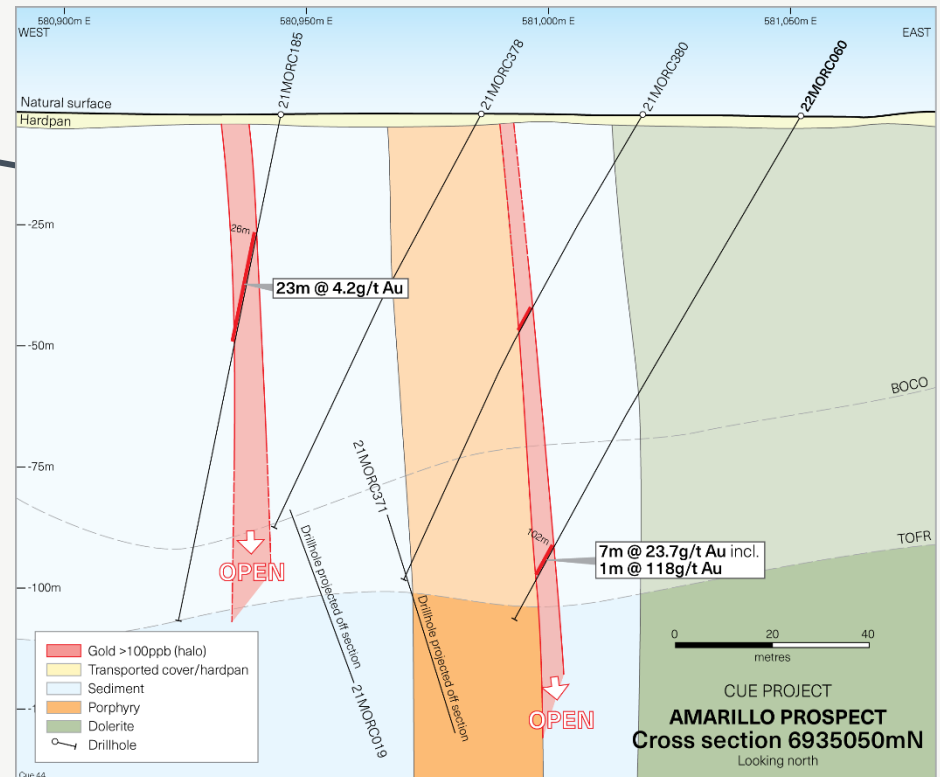 580,900m E
580,950m E
581,000m E
581,050m E
WEST
EAST
21MORC185
21MORC378
21MORC380
22MORC060
Natural surface
Hardpan
-25m
26m
23m @ 4.2g/t Au
-50m
BOCO
-75m
21MORC371
102m
7m @ 23.7g/t Au incl.
1m @ 118g/t Au
TOFR
OPEN
-100m
Drillhole projected off section
21MORC019
Drillhole projected off section
OPEN
Gold >100ppb (halo)
Transported cover/hardpan
Sediment
Porphyry
Dolerite
Drillhole
0 20 40
metres
CUE PROJECT
AMARILLO PROSPECT
Cross section 6935050mN
Looking north